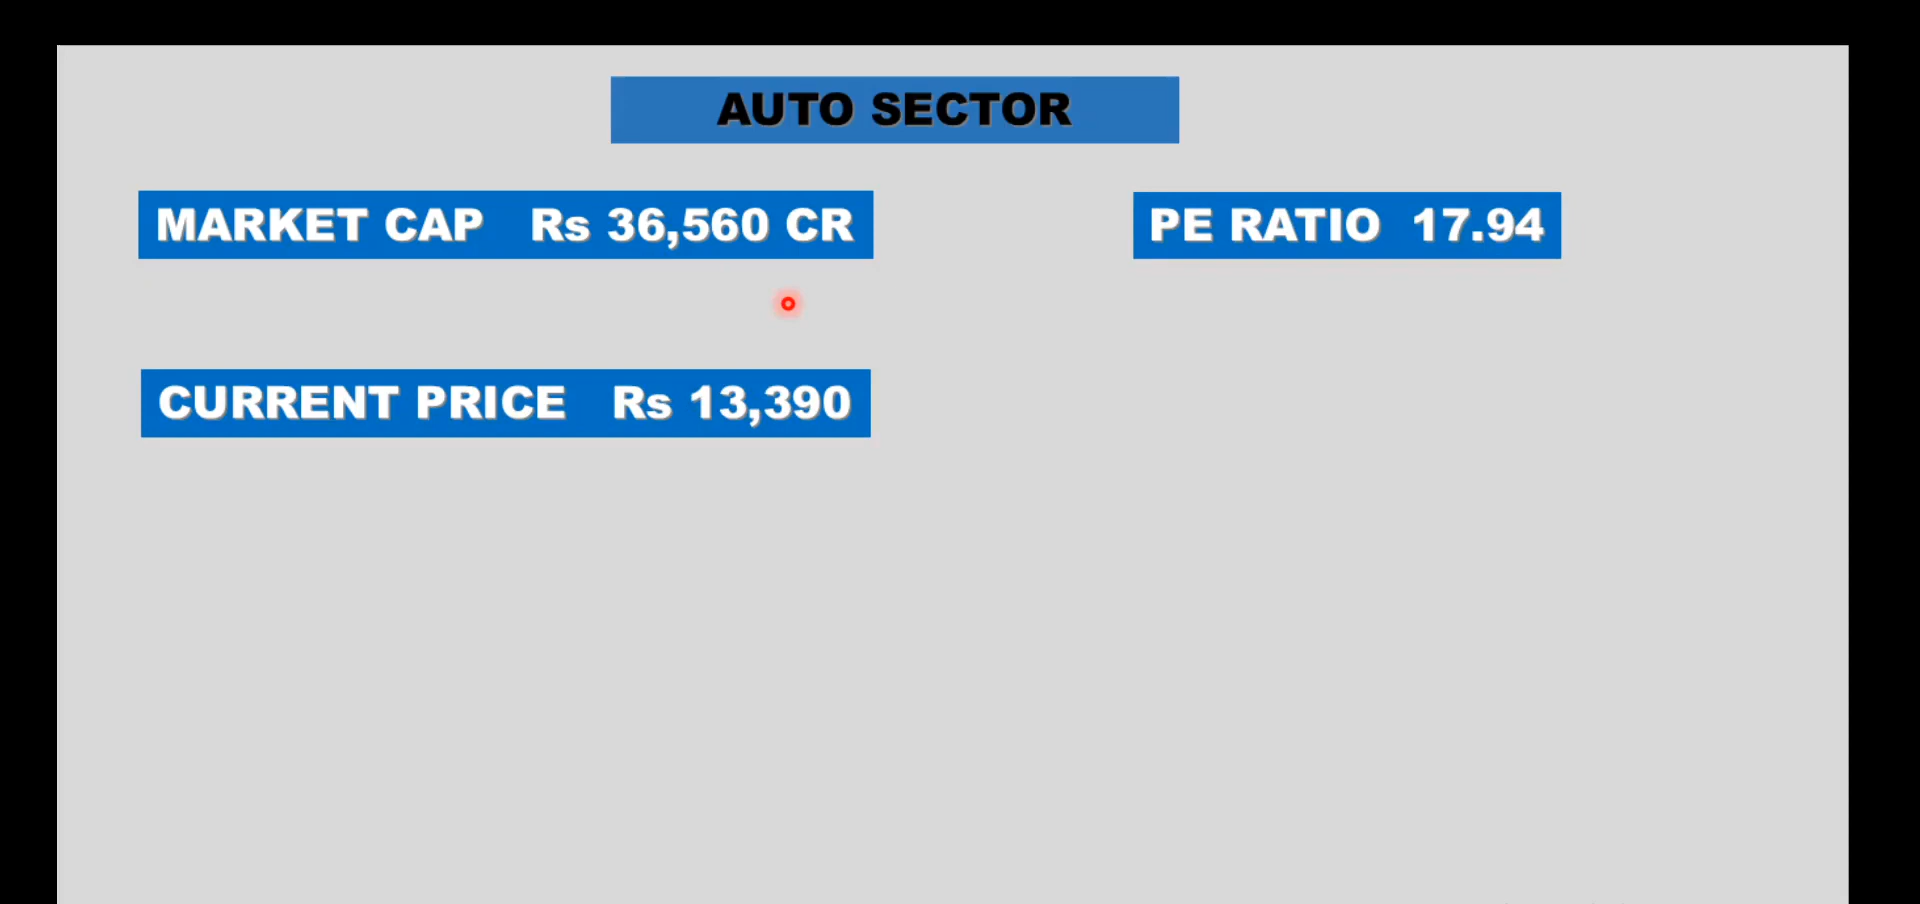 AUTO SECTOR
MARKET CAP Rs 36,560 CR
PE RATIO 17.94
CURRENT PRICE Rs 13,390